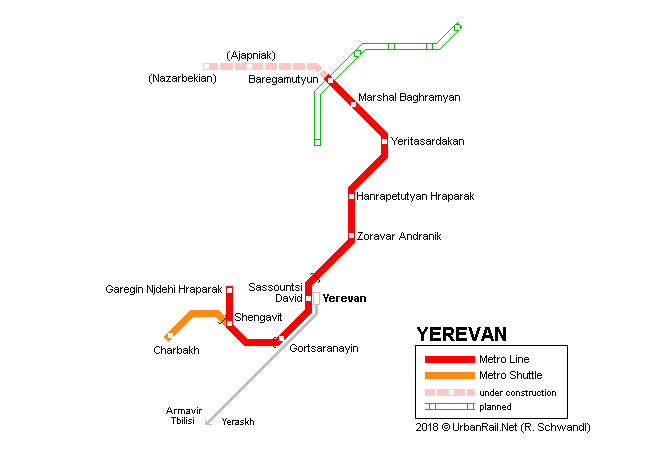 (Ajapniak)
(Nazarbekian)
Baregamutyun
Marshal Baghramyan
Yeritasardakan
Hanrapetutyan Hraparak
Zoravar Andranik
Sassountsi
David
Yerevan
Garegin Njdehi Hraparak
Shengavit
Charbakh
Gortsaranayin
Armavir
Tbilisi
Yeraskh
YEREVAN
Metro Line
Metro Shuttle
under construction
planned
2018 © UrbanRail.Net (R. Schwandl)